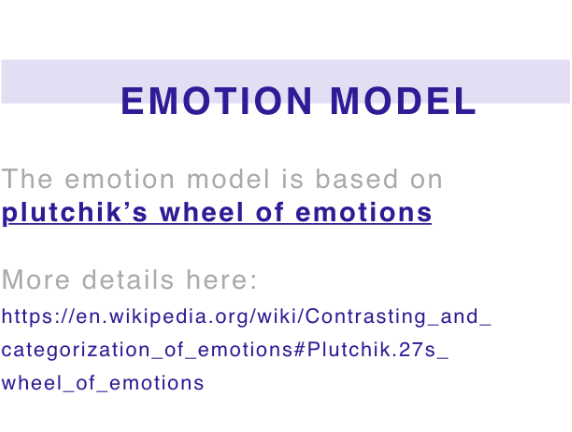 EMOTION MODEL
The emotion model is based on
plutchik’s wheel of emotions
More details here:
https://en.wikipedia.org/wiki/Contrasting_and_
categorization_of_emotions#Plutchik.27s_
wheel_of_emotions